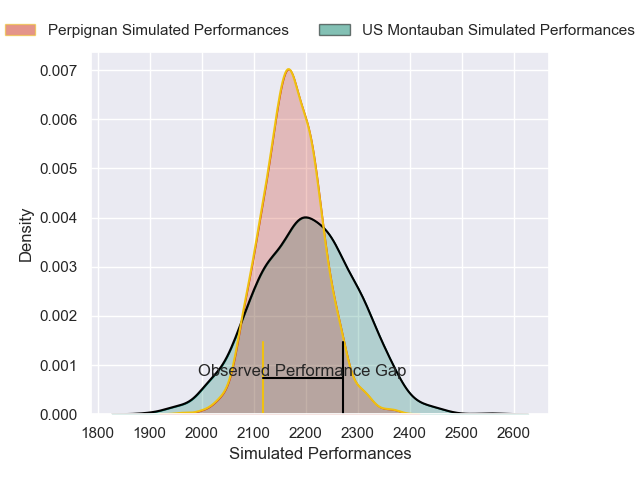 Perpignan Simulated Performances
US Montauban Simulated Performances
0.007
0.006
0.005
0.004
0.003
0.002
0.001
0.000
Density
Observed Performance Gap
1800 1900 2000 2100 2200 2300 2400 2500 2600
Simulated Performances